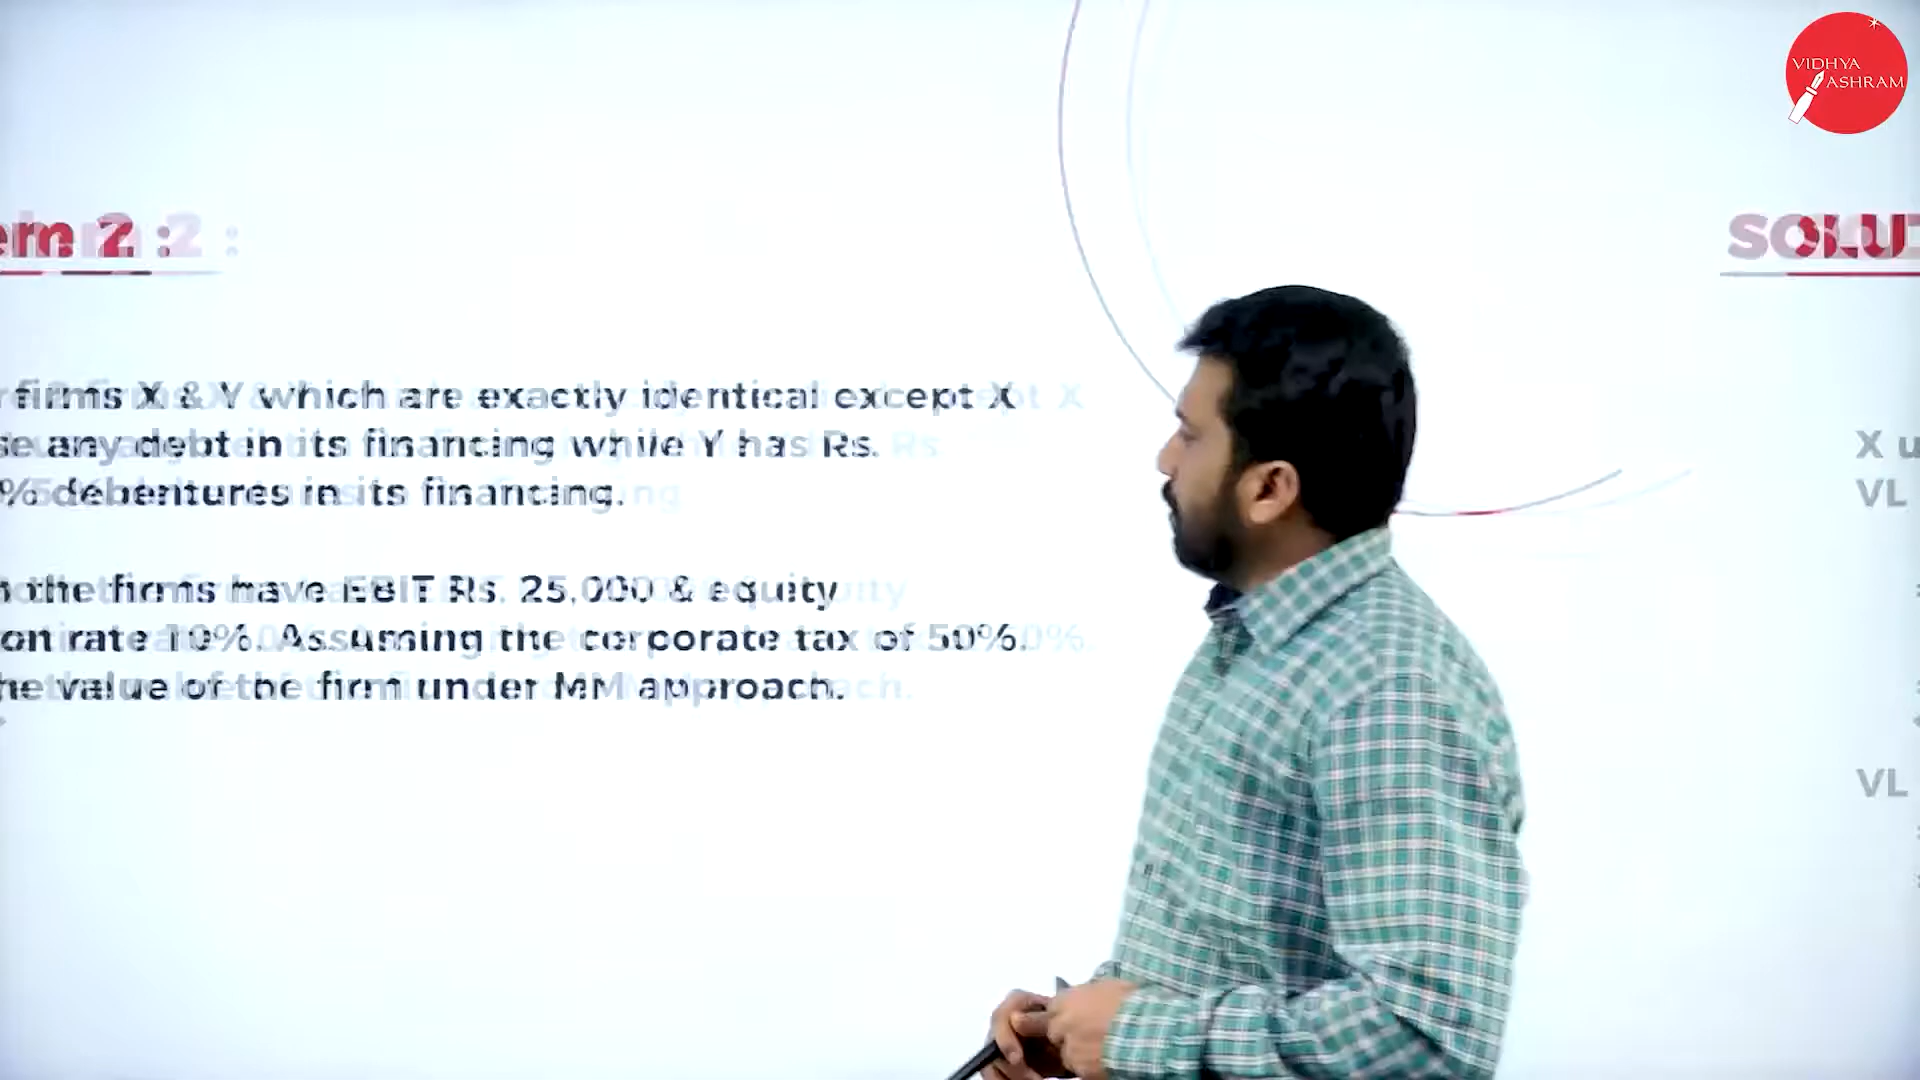 VIDHYA
ASHRAM
em 2 :
SOLU
firms X & Y which are exactly identical except X
se any debt in its financing while Y has Rs.
% debentures in its financing.
the firms have EBIT Rs. 25,000 & equity
on rate 10%. Assuming the corporate tax of 50%.
he value of the firm under MM approach.
X u
VL
VL